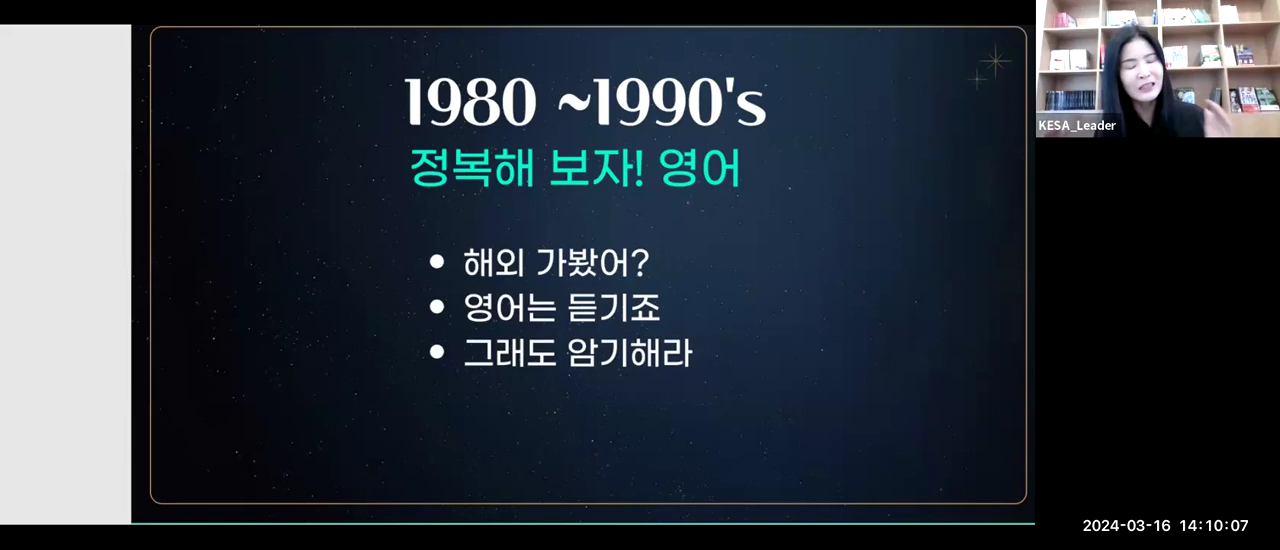 1980 ~1990's
정복해 보자! 영어
해외 가봤어?
영어는 듣기죠
그래도 암기해라
KESA_Leader
2024-03-16 14:10:07